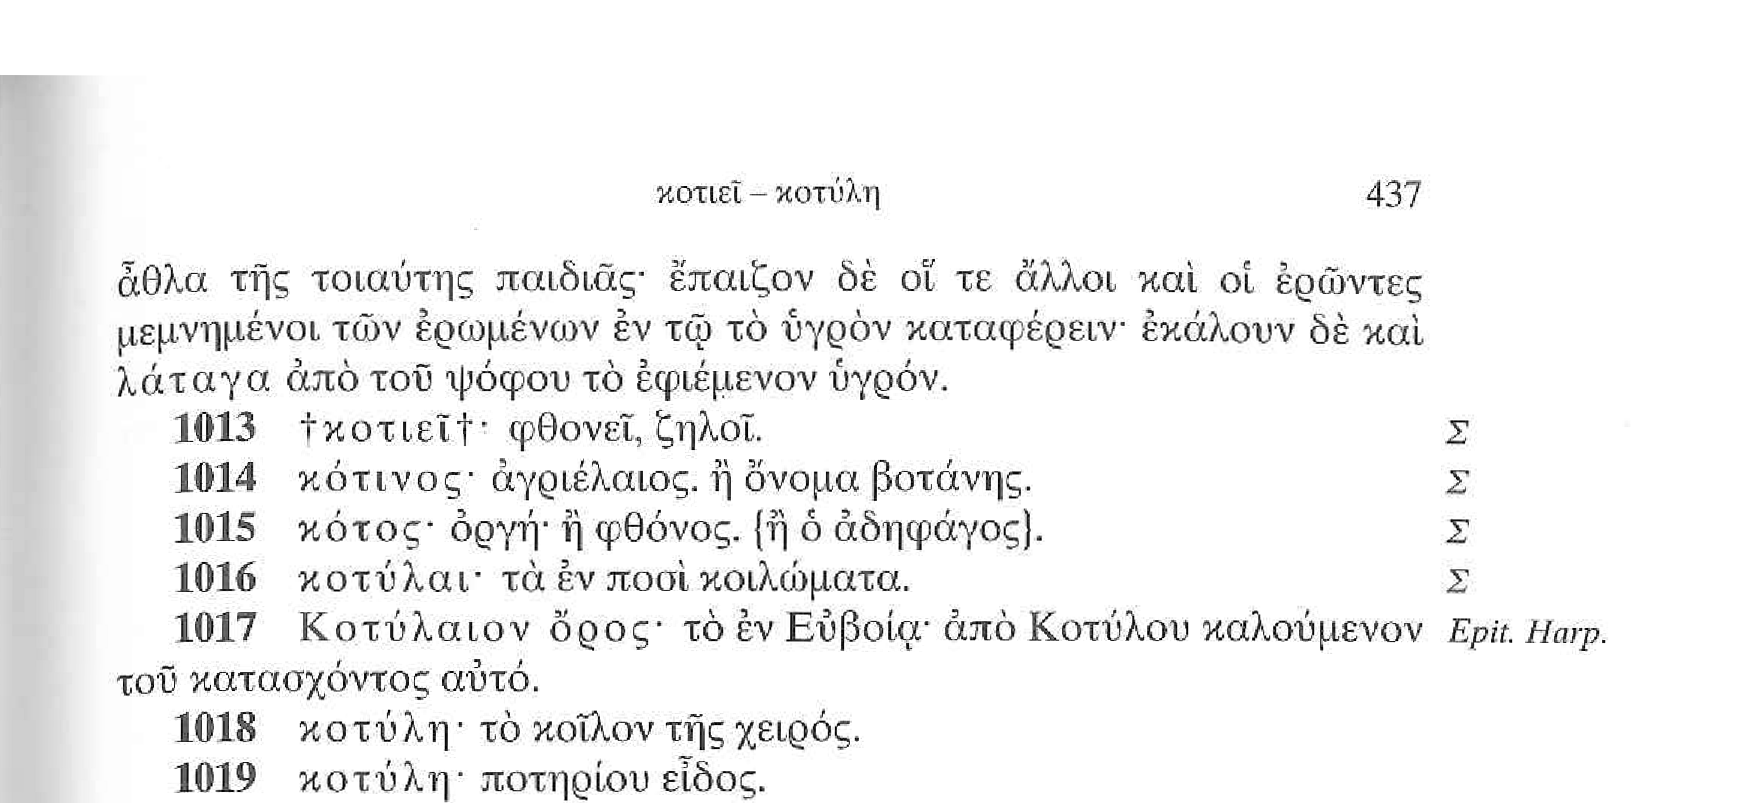 κοτιεῖ – κοτύλη 437
ἆθλα τῆς τοιαύτης παιδιᾶς· ἔπαιζον δὲ οἵ τε ἄλλοι καὶ οἱ ἐρῶντες
μεμνημένοι τῶν ἐρωμένων ἐν τῷ τὸ ὑγρὸν καταφέρειν· ἐκάλουν δὲ καὶ
λάταγα ἀπὸ τοῦ ψόφου τὸ ἐφιέμενον ὑγρόν.
1013 †κοτιεῖ†· φθονεῖ, ζηλοῖ. Σ
1014 κότινος· ἀγριέλαιος. ἢ ὄνομα βοτάνης. Σ
1015 κότος· ὀργή· ἢ φθόνος. {ἢ ὁ ἀδηφάγος}. Σ
1016 κοτύλαι· τὰ ἐν ποσὶ κοιλώματα. Σ
1017 Κοτύλαιον ὄρος· τὸ ἐν Εὐβοίᾳ· ἀπὸ Κοτύλου καλούμενον Epit. Harp.
τοῦ κατασχόντος αὐτό.
1018 κοτύλη· τὸ κοῖλον τῆς χειρός.
1019 κοτύλη· ποτηρίου εἶδος.